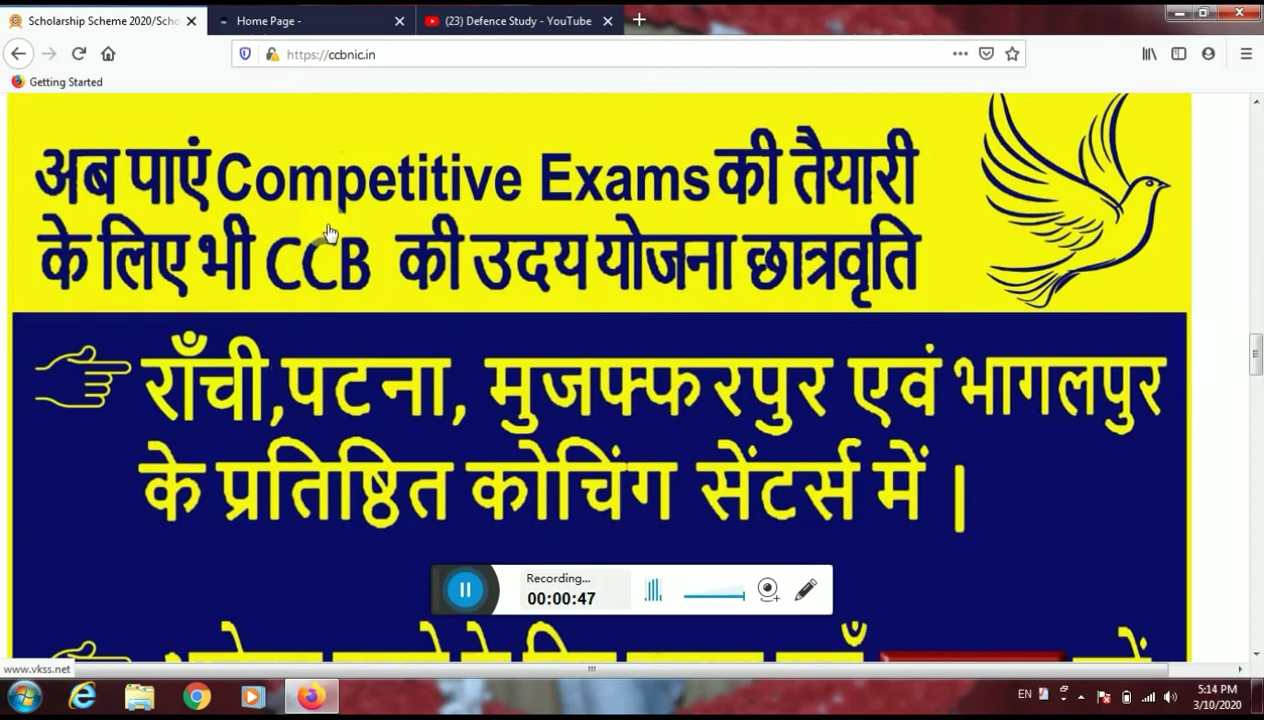 Scholarship Scheme 2020/Scho
Home Page -
(23) Defence Study - YouTube
https://ccbnic.in
Getting Started
अब पाएं Competitive Exams की तैयारी
के लिए भी CCB की उदय योजना छात्रवृति
राँची,पटना, मुजफ्फरपुर एवं भागलपुर
के प्रतिष्ठित कोचिंग सेंटर्स में |
Recording...
00:00:47
www.vkss.net
EN
5:14 PM
3/10/2020